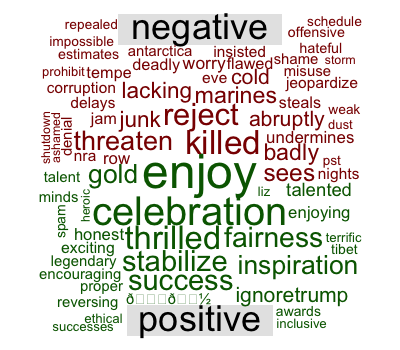 negative
repealed
schedule
impossible
offensive
estimates
antarctica
insisted
hateful
deadly
worry
flawed
shame
storm
prohibit
tempe
eve
cold
misuse
corruption
lacking
marines
jeopardize
delays
steals
jam
junk
reject
abruptly
weak
dust
shutdown
ashamed
denial
threaten
killed
undermines
nra
row
badly
pst
talent
gold
enjoy
sees
nights
minds
heroic
liz
talented
spam
celebration
enjoying
honest
thrilled
fairness
terrific
exciting
tibet
legendary
stabilize
inspiration
encouraging
proper
success
reversing
ignoretrump
ethical
positive
awards
successes
inclusive